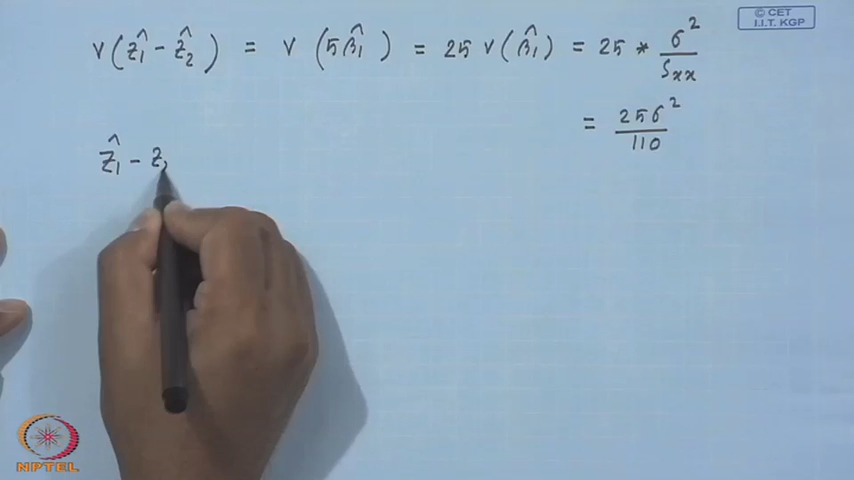 © CET
I.I.T. KGP
V(ẑ₁ - ẑ₂) = V(5β̂₁) = 25 V(β̂₁) = 25 * σ²/Sxx
= 25σ²/110
ẑ₁ - z
NPTEL